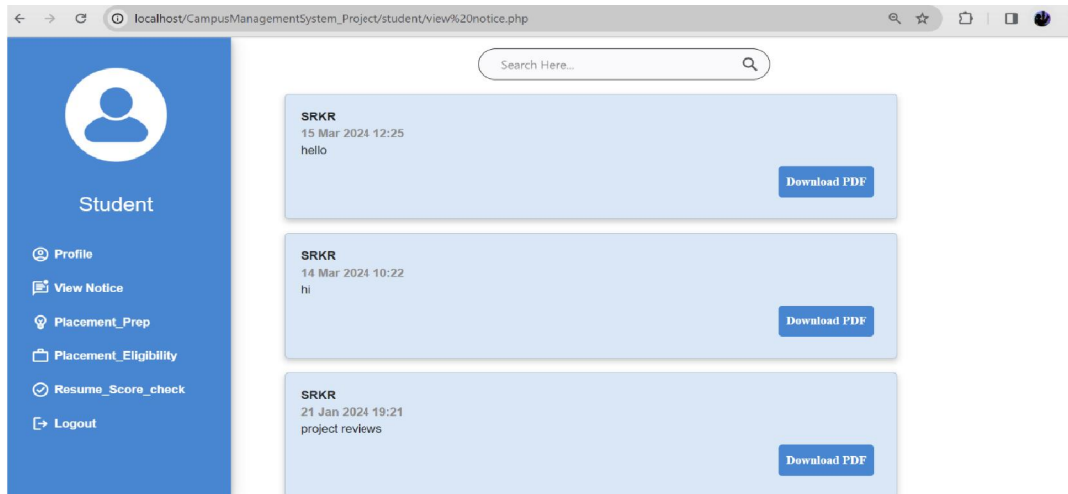 localhost/CampusManagementSystem_Project/student/view%20notice.php
Search Here...
Student
Profile
View Notice
Placement_Prep
Placement_Eligibility
Resume_Score_check
Logout
SRKR
15 Mar 2024 12:25
hello
Download PDF
SRKR
14 Mar 2024 10:22
hi
Download PDF
SRKR
21 Jan 2024 19:21
project reviews
Download PDF